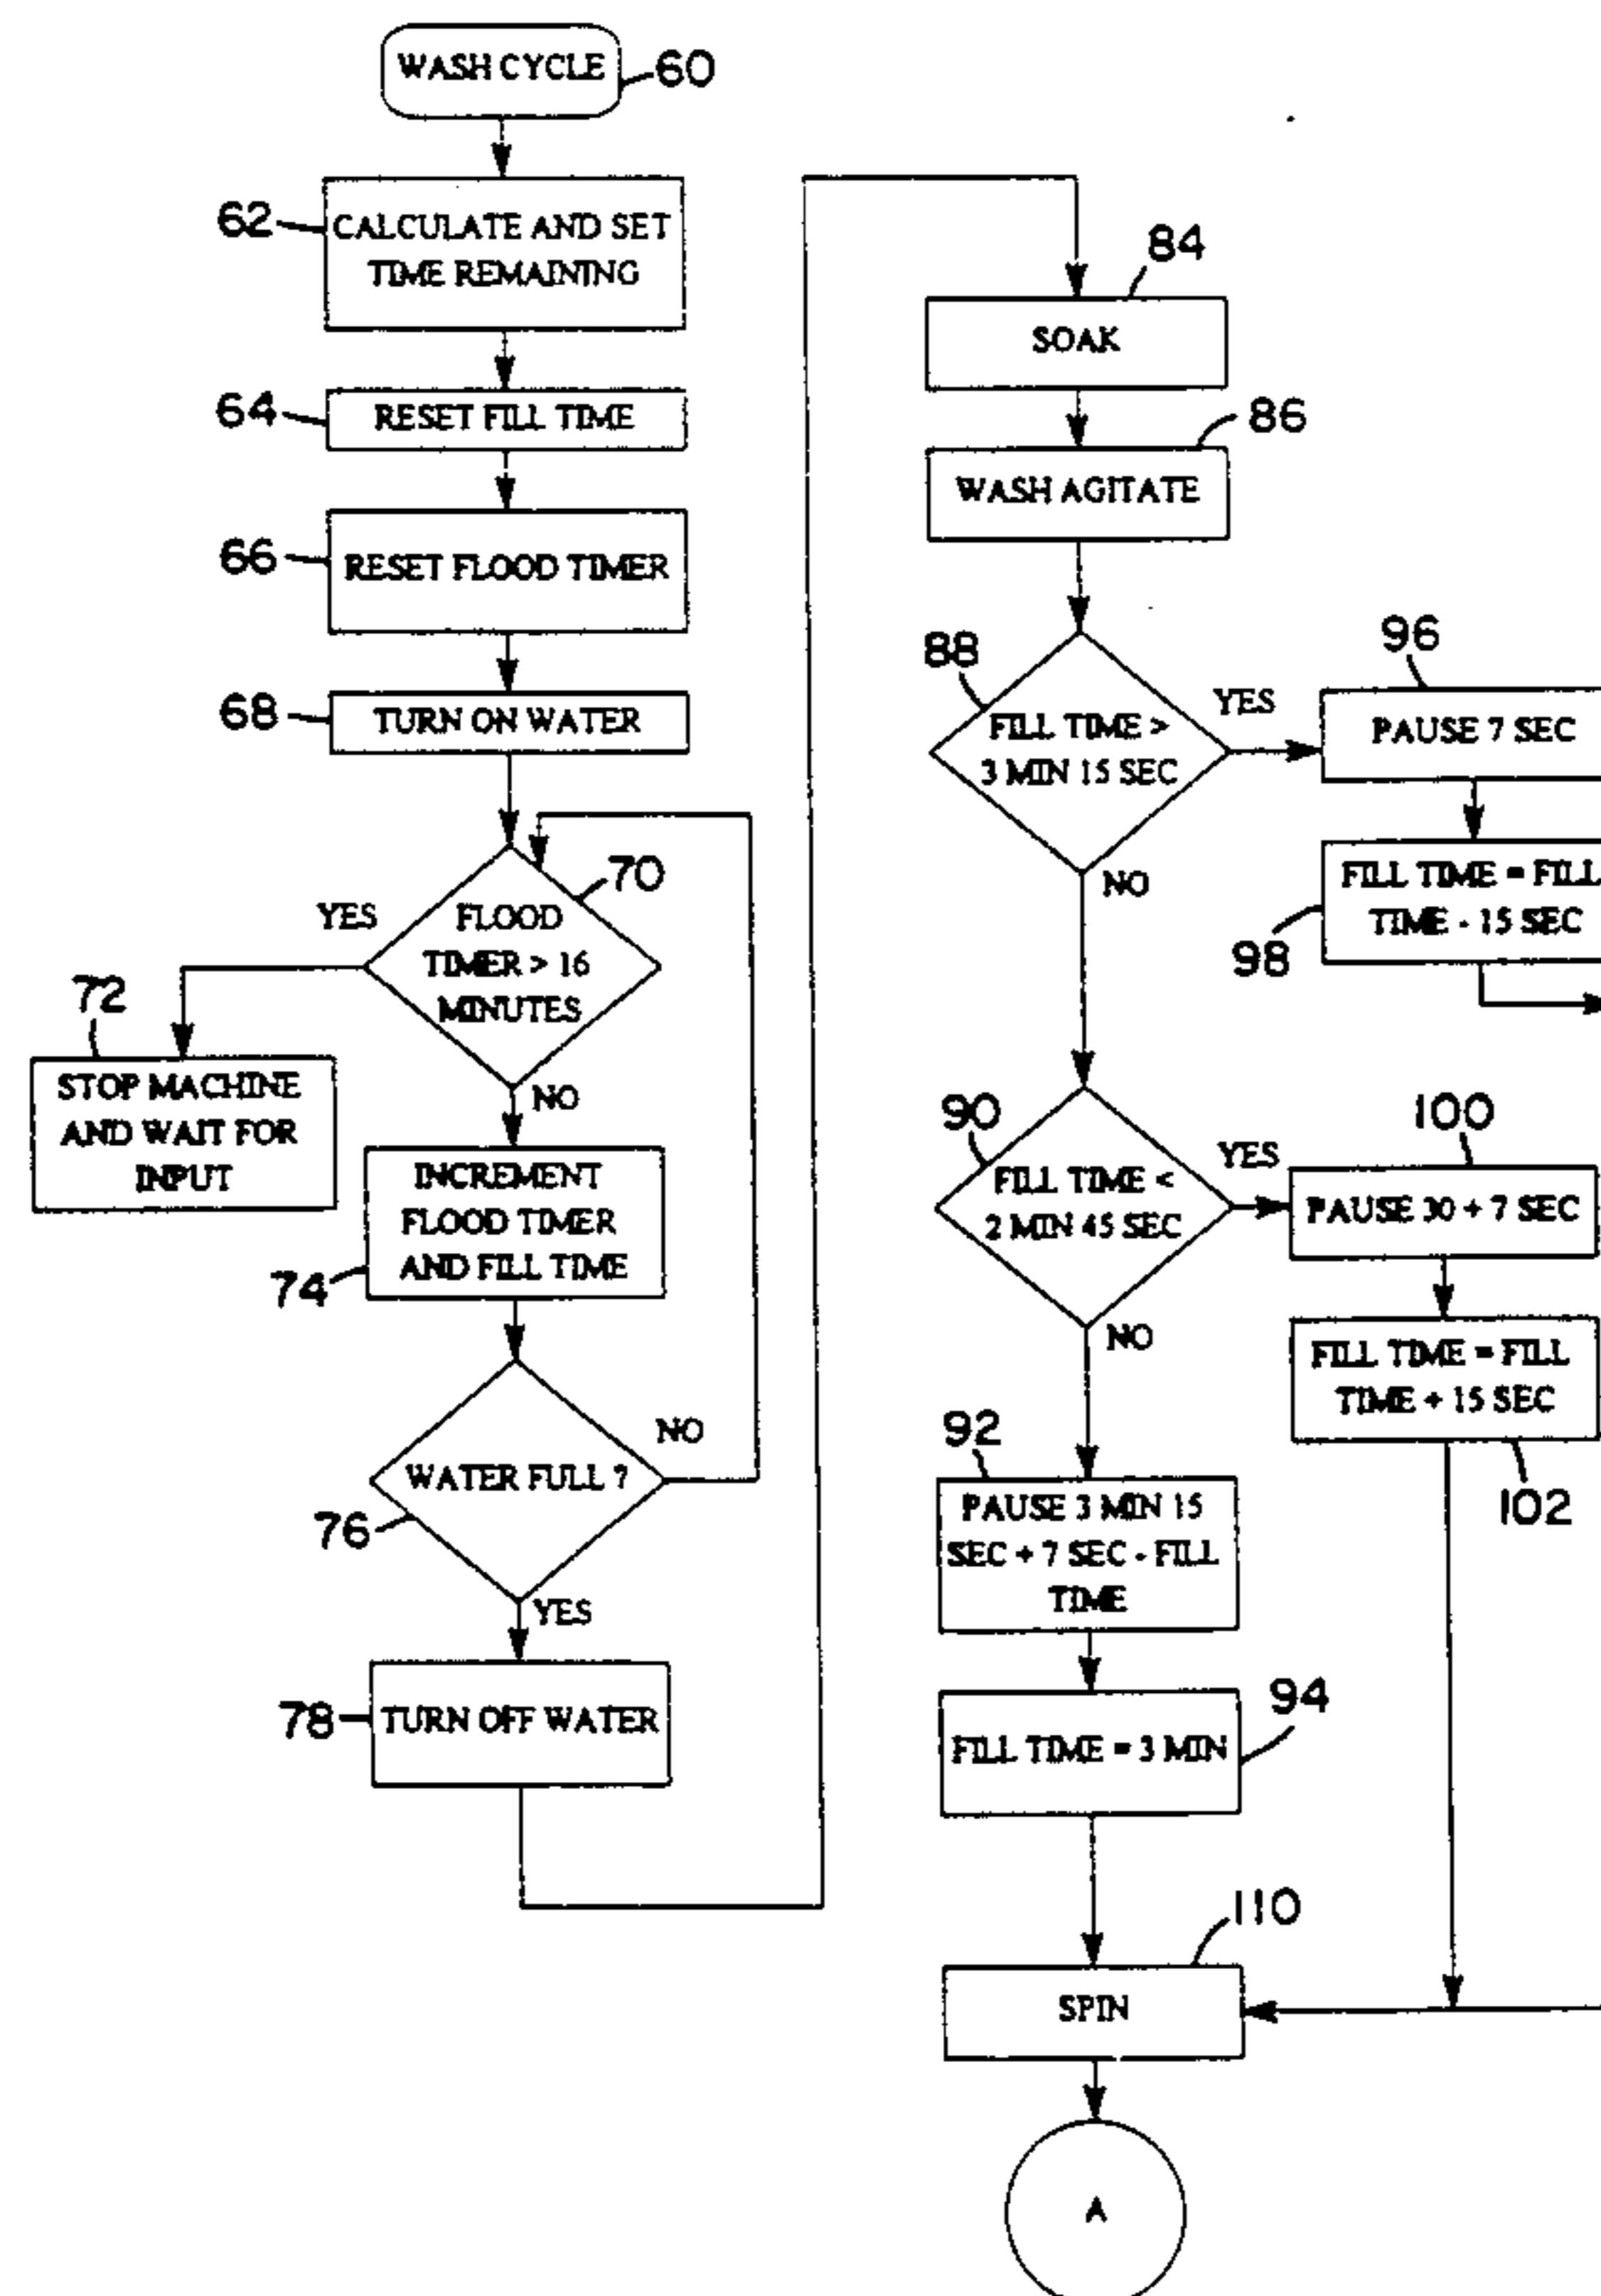 WASH CYCLE
60
62
CALCULATE AND SET
TIME REMAINING
64
RESET FILL TIME
66
RESET FLOOD TIMER
68
TURN ON WATER
70
YES
FLOOD
TIMER > 16
MINUTES
72
STOP MACHINE
AND WAIT FOR
INPUT
NO
INCREMENT
FLOOD TIMER
AND FILL TIME
74
NO
WATER FULL ?
76
YES
78
TURN OFF WATER
84
SOAK
86
WASH AGITATE
88
FILL TIME >
3 MIN 15 SEC
YES
96
PAUSE 7 SEC
NO
FILL TIME = FILL
TIME - 15 SEC
98
90
FILL TIME <
2 MIN 45 SEC
YES
100
PAUSE 30 + 7 SEC
NO
FILL TIME = FILL
TIME + 15 SEC
102
92
PAUSE 3 MIN 15
SEC + 7 SEC - FILL
TIME
94
FILL TIME = 3 MIN
110
SPIN
A